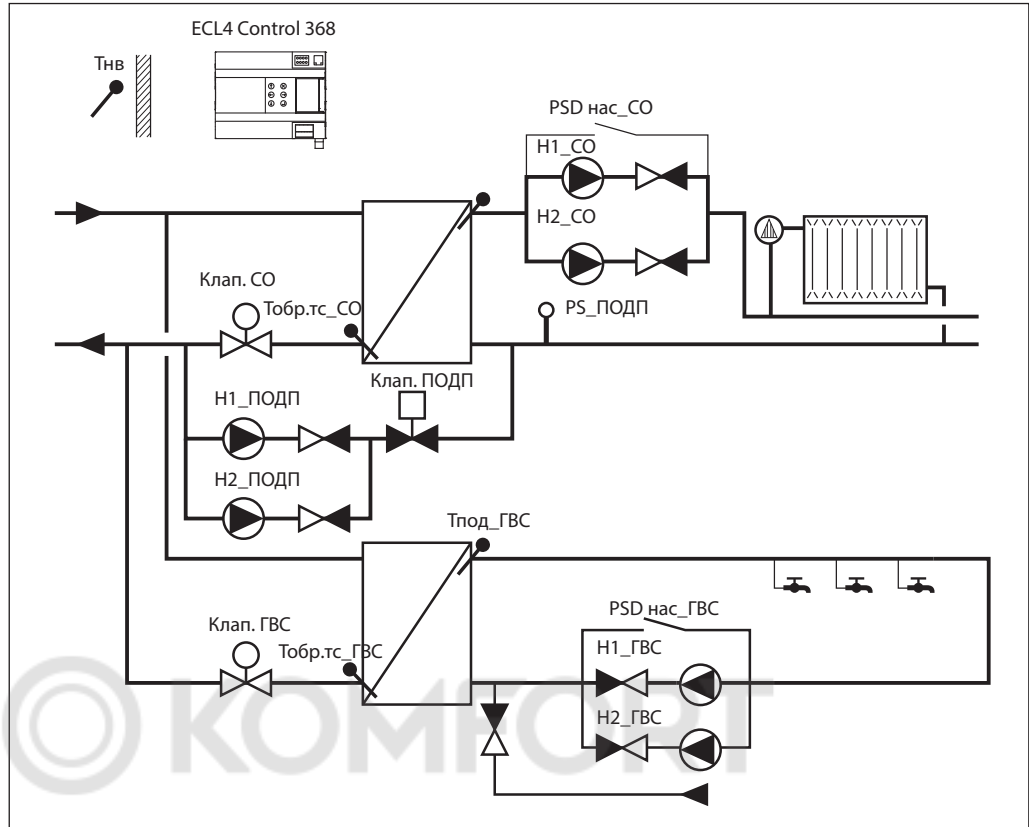 ECL4 Control 368
Тнв
PSD нас_СО
Н1_СО
Н2_СО
Клап. СО
Тобр.тс_СО
PS_ПОДП
Клап. ПОДП
Н1_ПОДП
Н2_ПОДП
Тпод_ГВС
Клап. ГВС
Тобр.тс_ГВС
PSD нас_ГВС
Н1_ГВС
Н2_ГВС
KOMFORT